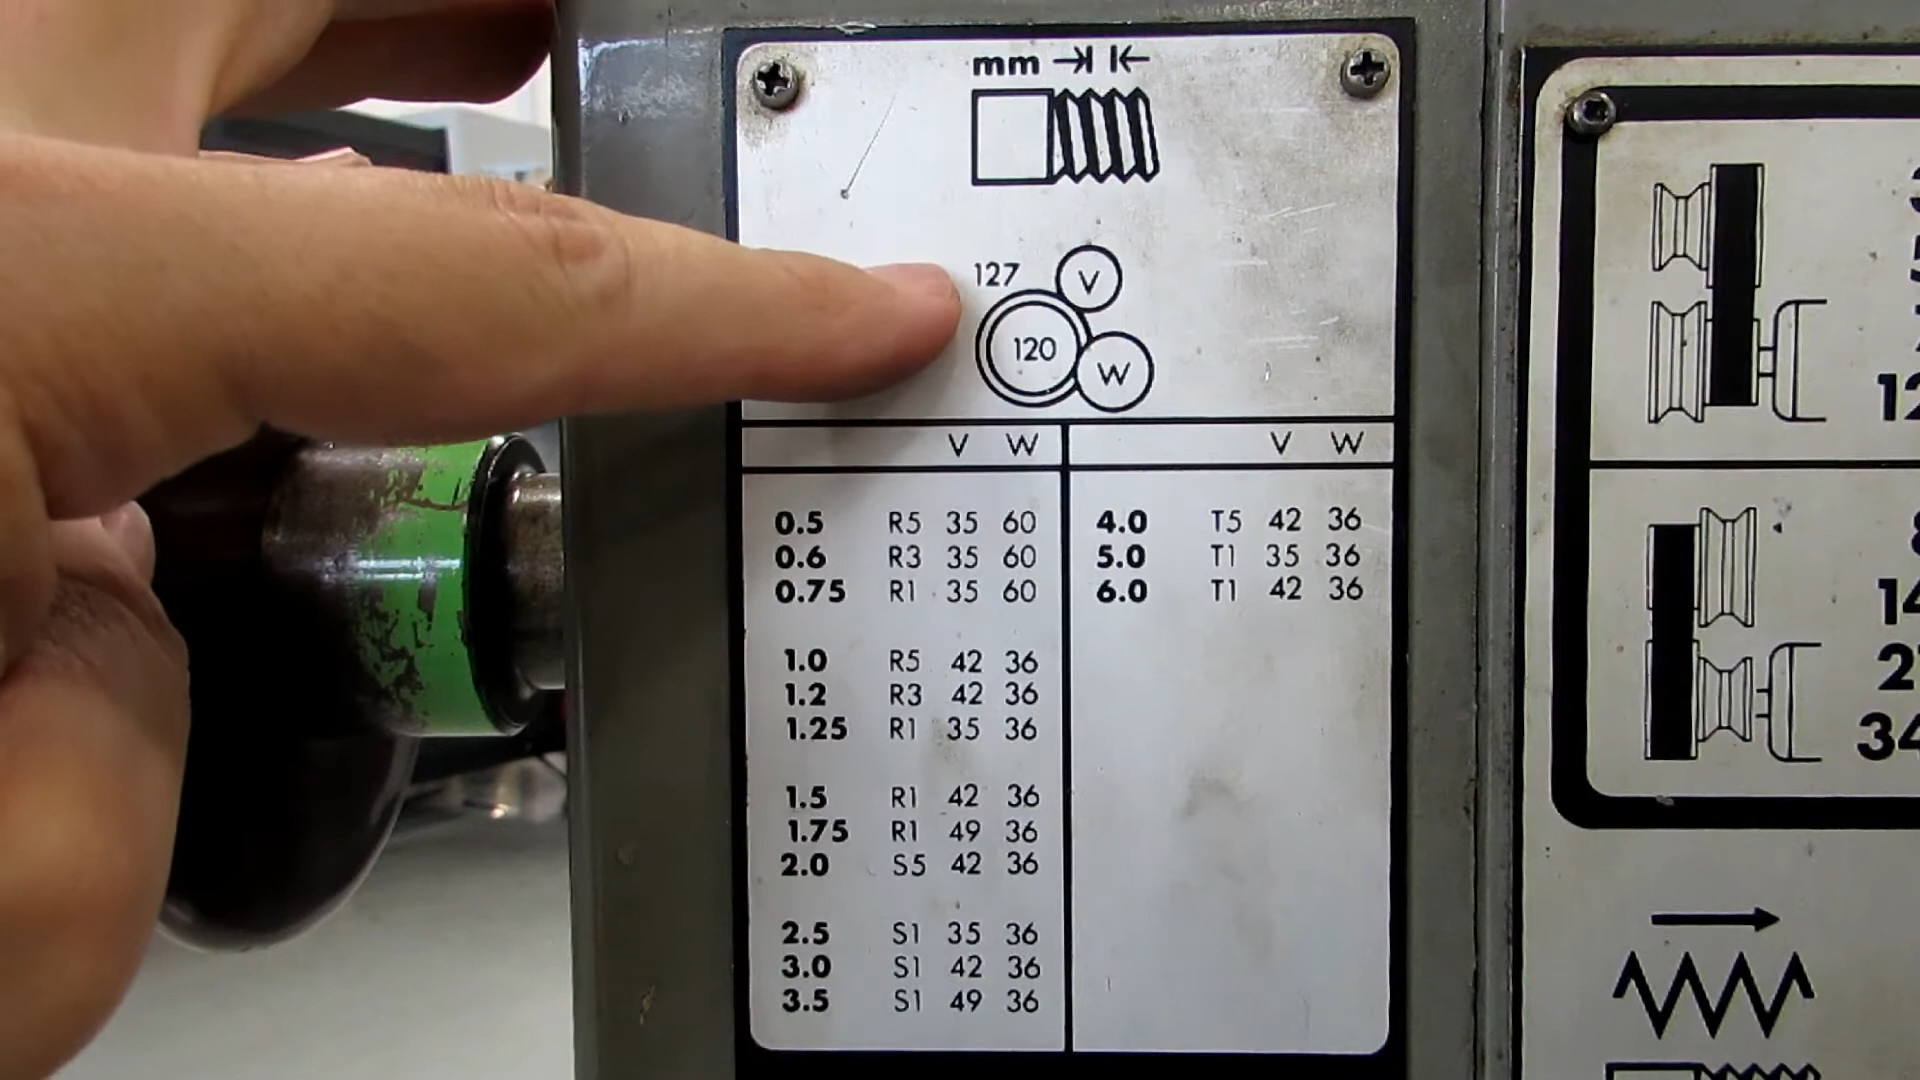 mm
127 V
120 W
V W
0.5 R5 35 60
0.6 R3 35 60
0.75 R1 35 60
1.0 R5 42 36
1.2 R3 42 36
1.25 R1 35 36
1.5 R1 42 36
1.75 R1 49 36
2.0 S5 42 36
2.5 S1 35 36
3.0 S1 42 36
3.5 S1 49 36
V W
4.0 T5 42 36
5.0 T1 35 36
6.0 T1 42 36